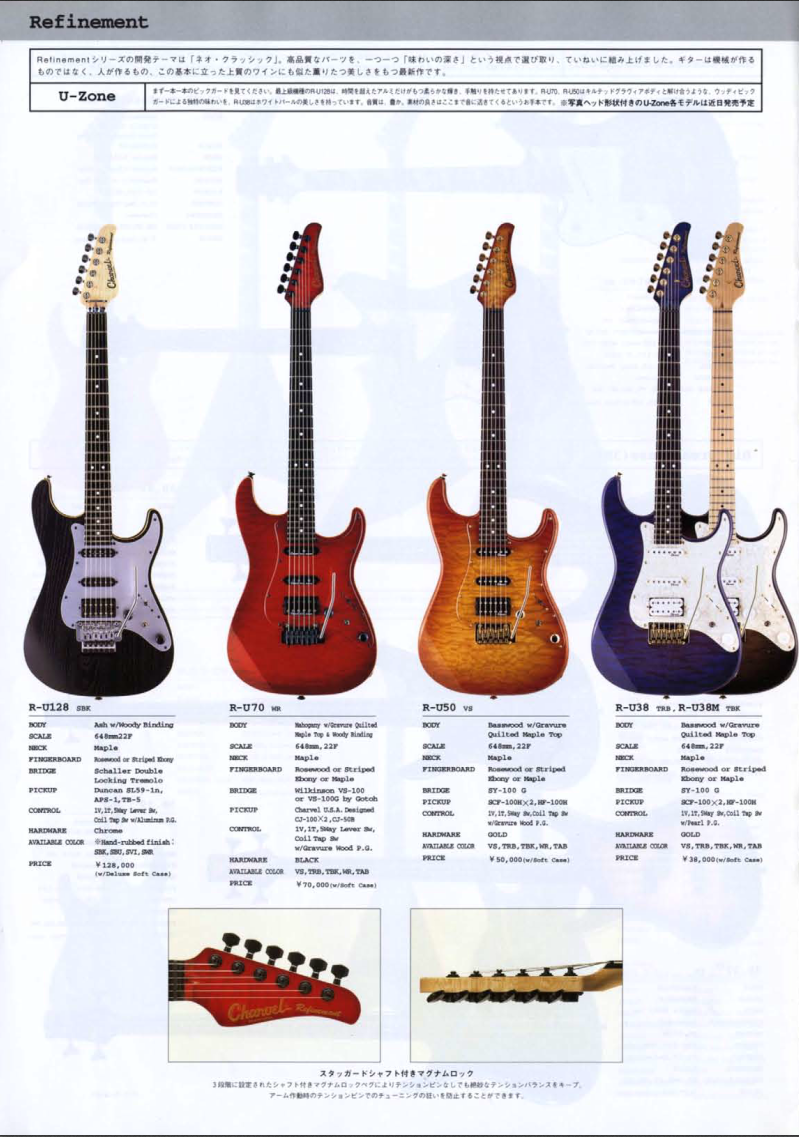 Refinement
Refinementシリーズの開発テーマは「ネオ・クラッシック」。高品質なパーツを、一つ一つ「味わいの深さ」という視点で選び取り、ていねいに組み上げました。ギターは機械が作る
ものではなく、人が作るもの、この基本に立った上質のワインにも似た薫りたつ美しさをもつ最新作です。
U-Zone
まず一本一本のピックガードを見てください。最上級機種のR-U128は、時間を超えたアルミだけがもつ柔らかな輝き、手触りを持たせてあります。R-U70、R-U50はキルテッドグラヴィアボディと解け合うような、ウッディピック
ガードによる独特の味わいを、R-U38はホワイトパールの美しさを持っています。音質は、豊か。素材の良さはここまで音に活きてくるというお手本です。※写真ヘッド形状付きのU-Zone各モデルは近日発売予定
Charvel Refinement
Charvel Refinement
Charvel Refinement
Charvel
Charvel Refinement
R-U128 SBK
BODY Ash w/Woody Binding
SCALE 648mm22F
NECK Maple
FINGERBOARD Rosewood or Striped Ebony
BRIDGE Schaller Double
Locking Tremolo
PICKUP Duncan SL59-1n,
APS-1,TB-5
CONTROL 1V,1T,5Way Lever Sw,
Coil Tap Sw w/Aluminum P.G.
HARDWARE Chrome
AVAILABLE COLOR ※Hand-rubbed finish:
SBK,SBU,SVI,SWR
PRICE ¥128,000
(w/Deluxe Soft Case)
R-U70 WR
BODY Mahogany w/Gravure Quilted
Maple Top & Woody Binding
SCALE 648mm,22F
NECK Maple
FINGERBOARD Rosewood or Striped
Ebony or Maple
BRIDGE Wilkinson VS-100
or VS-100G by Gotoh
PICKUP Charvel U.S.A. Designed
CJ-100×2,CJ-50B
CONTROL 1V,1T,5Way Lever Sw,
Coil Tap Sw
w/Gravure Wood P.G.
HARDWARE BLACK
AVAILABLE COLOR VS,TRB,TBK,WR,TAB
PRICE ¥70,000(w/Soft Case)
R-U50 VS
BODY Basswood w/Gravure
Quilted Maple Top
SCALE 648mm,22F
NECK Maple
FINGERBOARD Rosewood or Striped
Ebony or Maple
BRIDGE SY-100 G
PICKUP SCF-100H×2,HF-100H
CONTROL 1V,1T,5Way Sw,Coil Tap Sw
w/Gravure Wood P.G.
HARDWARE GOLD
AVAILABLE COLOR VS,TRB,TBK,WR,TAB
PRICE ¥50,000(w/Soft Case)
R-U38 TRB,R-U38M TBK
BODY Basswood w/Gravure
Quilted Maple Top
SCALE 648mm,22F
NECK Maple
FINGERBOARD Rosewood or Striped
Ebony or Maple
BRIDGE SY-100 G
PICKUP SCF-100×2,HF-100H
CONTROL 1V,1T,5Way Sw,Coil Tap Sw
w/Pearl P.G.
HARDWARE GOLD
AVAILABLE COLOR VS,TRB,TBK,WR,TAB
PRICE ¥38,000(w/Soft Case)
Charvel Refinement
スタッガードシャフト付きマグナムロック
3段階に設定されたシャフト付きマグナムロックペグによりテンションピンなしでも絶妙なテンションバランスをキープ。
アーム作動時のテンションピンでのチューニングの狂いを防止することができます。